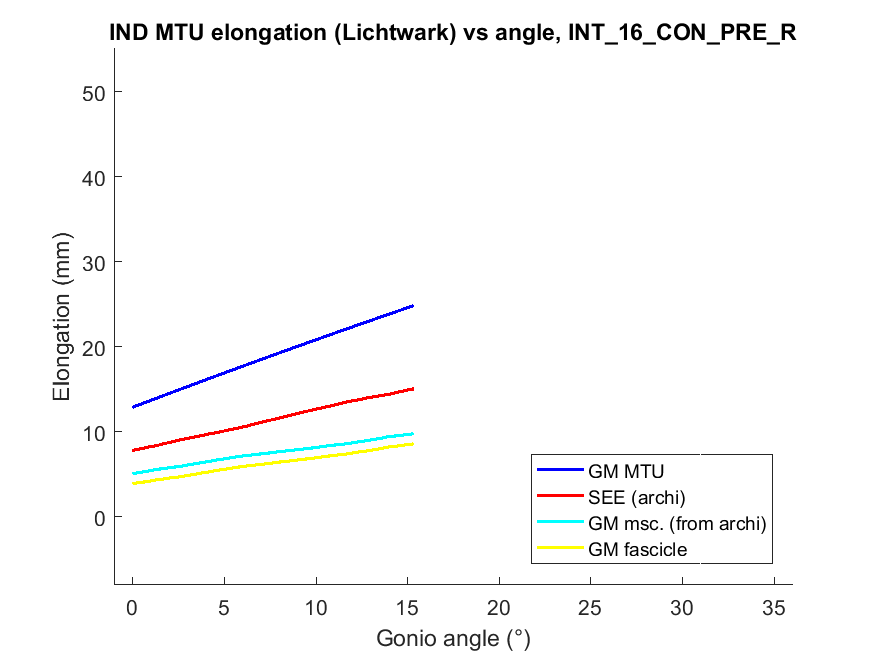 IND MTU elongation (Lichtwark) vs angle, INT_16_CON_PRE_R
Elongation (mm)
50
40
30
20
10
0
GM MTU
SEE (archi)
GM msc. (from archi)
GM fascicle
0 5 10 15 20 25 30 35
Gonio angle (°)